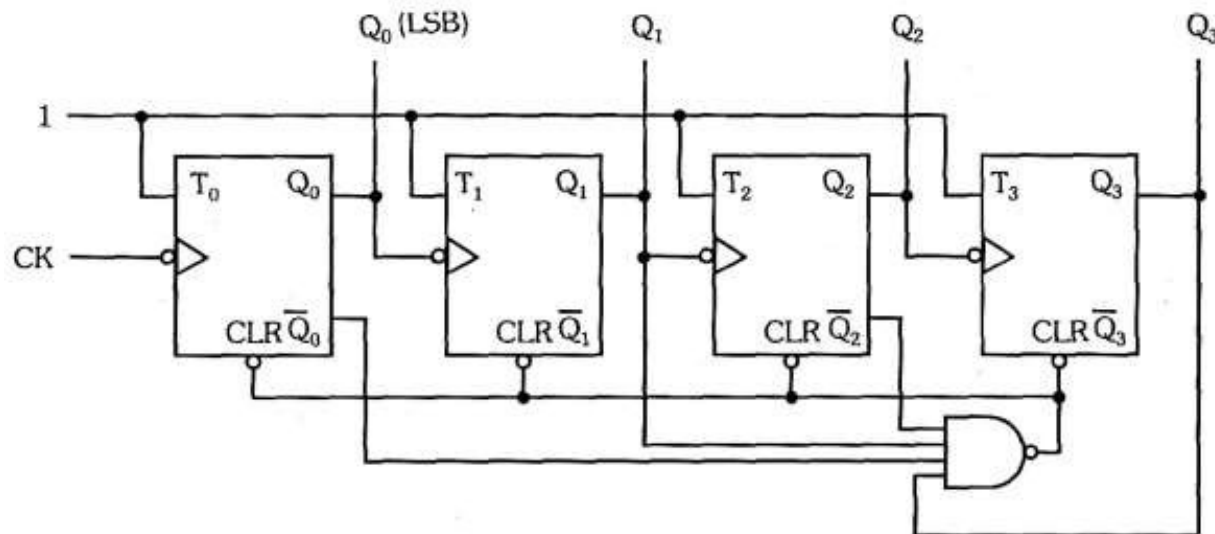 Q₀ (LSB) Q₁ Q₂ Q₃
1
T₀ Q₀ T₁ Q₁ T₂ Q₂ T₃ Q₃
CK
CLR Q̅₀ CLR Q̅₁ CLR Q̅₂ CLR Q̅₃